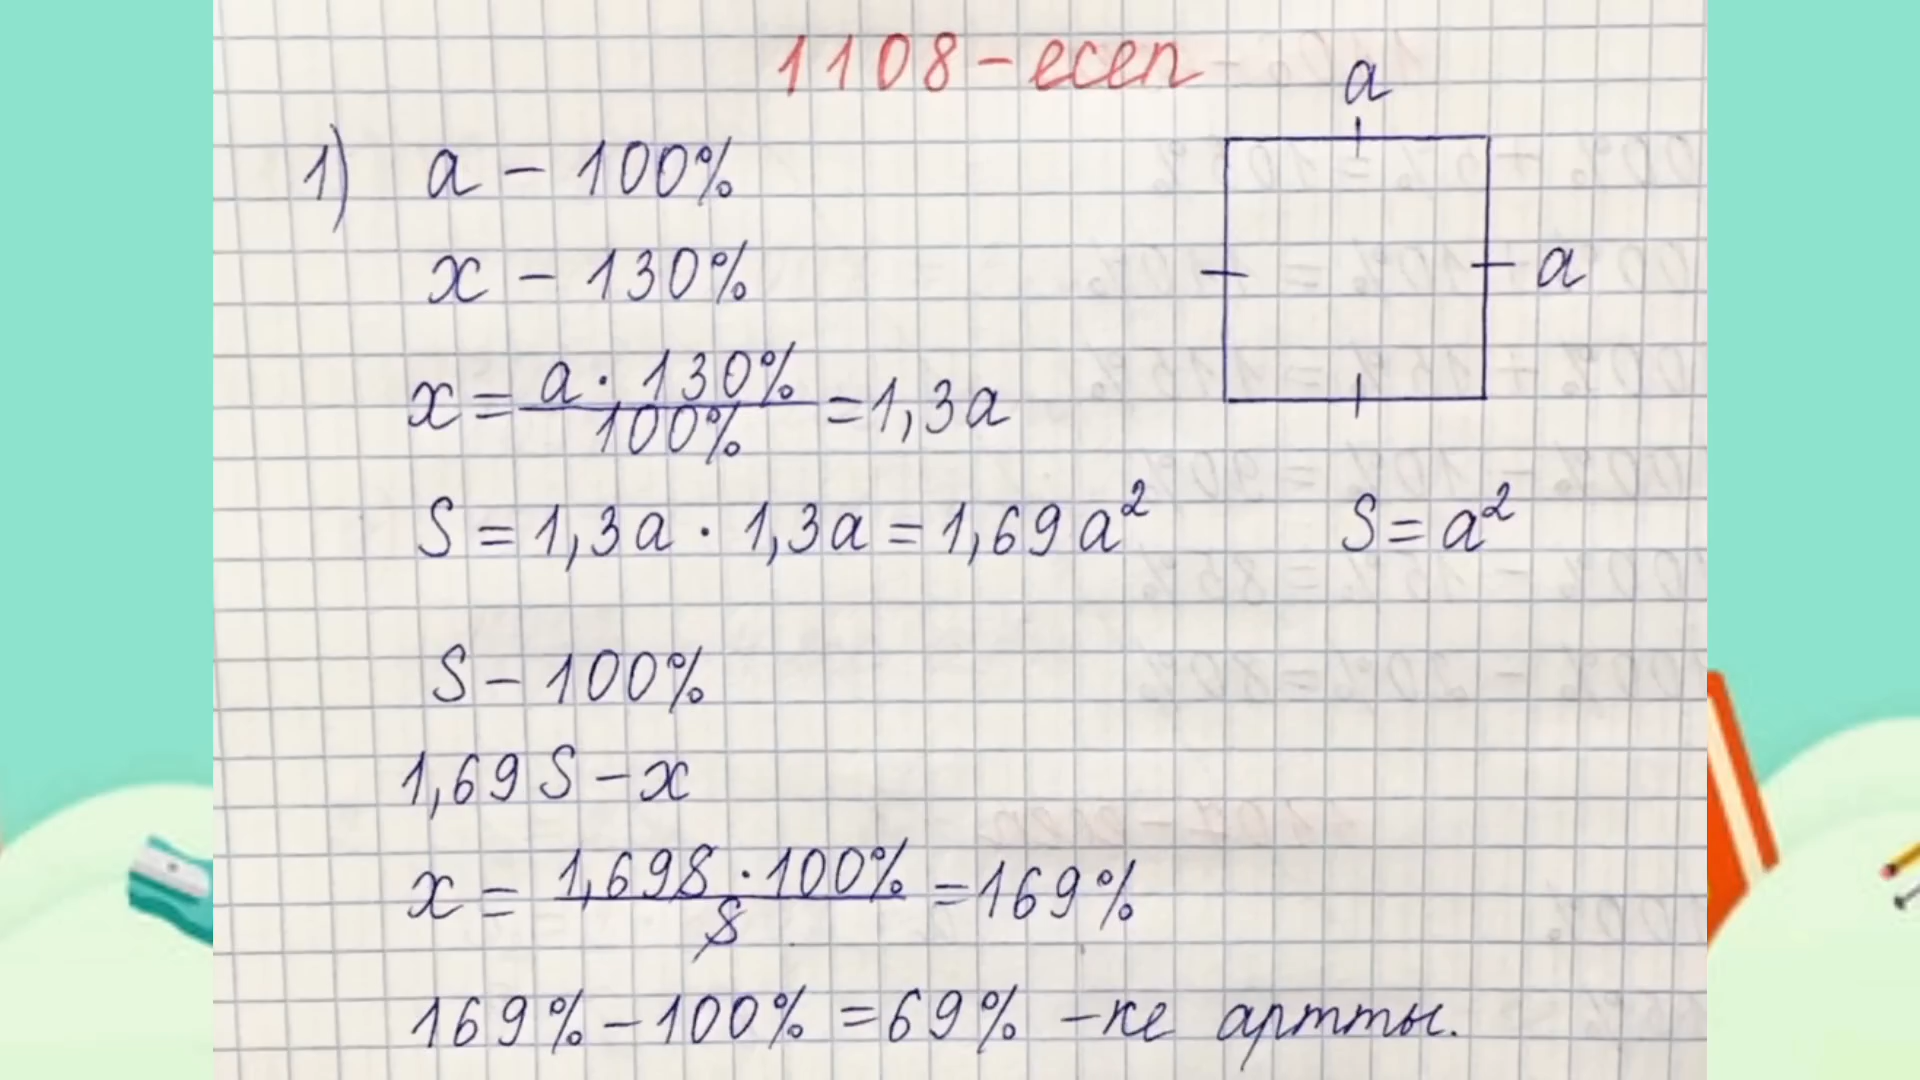 1108-есеп
a
1) a - 100%
x - 130%
a
x = a · 130% / 100% = 1,3a
S = 1,3a · 1,3a = 1,69a²
S = a²
S - 100%
1,69S - x
x = 1,69S · 100% / S = 169%
169% - 100% = 69% -ке артты.